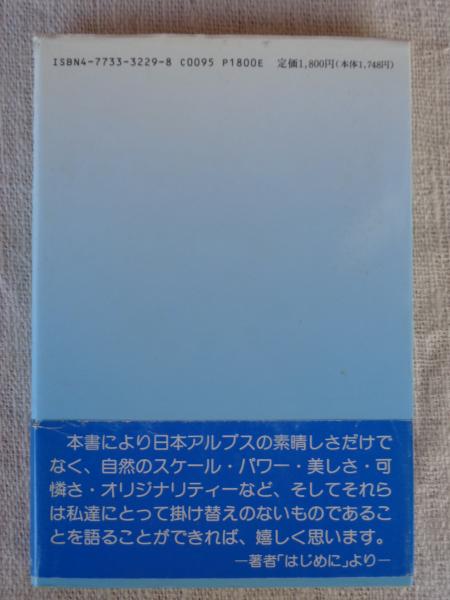 ISBN4-7733-3229-8 C0095 P1800E 定価1,800円(本体1,748円)
本書により日本アルプスの素晴しさだけで
なく、自然のスケール・パワー・美しさ・可
憐さ・オリジナリティーなど、そしてそれら
は私達にとって掛け替えのないものであるこ
とを語ることができれば、嬉しく思います。
—著者「はじめに」より—